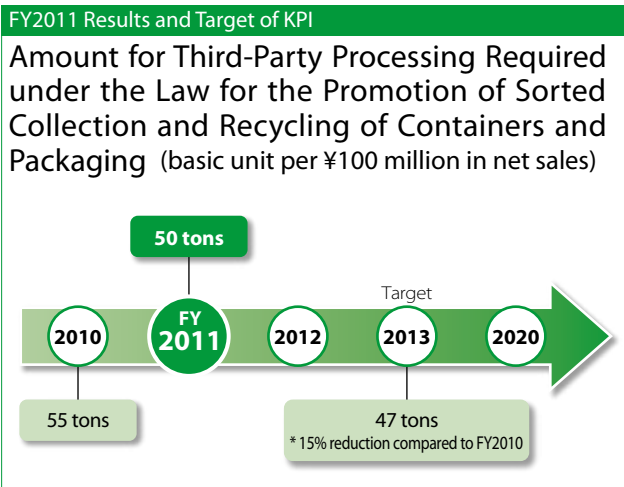 FY2011 Results and Target of KPI
Amount for Third-Party Processing Required
under the Law for the Promotion of Sorted
Collection and Recycling of Containers and
Packaging (basic unit per ¥100 million in net sales)
50 tons
Target
2010
FY
2011
2012
2013
2020
55 tons
47 tons
* 15% reduction compared to FY2010